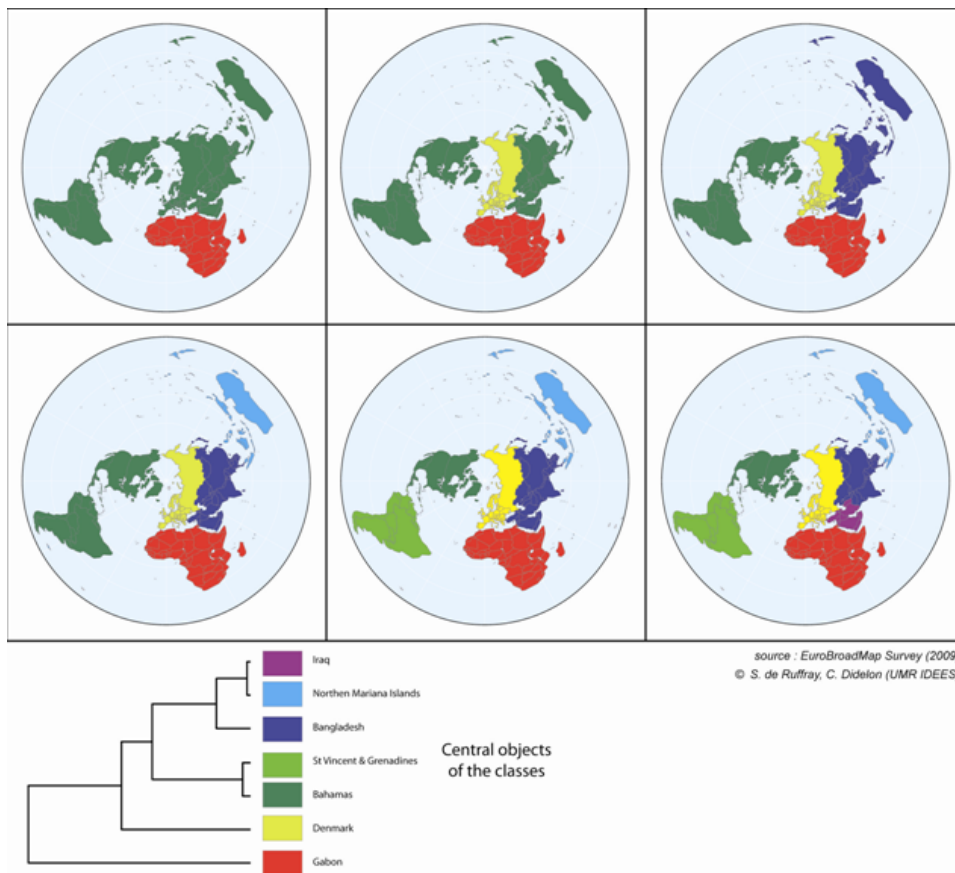 source : EuroBroadMap Survey (2009
© S. de Ruffray, C. Didelon (UMR IDEES
Iraq
Northen Mariana Islands
Bangladesh
St Vincent & Grenadines
Bahamas
Denmark
Gabon
Central objects
of the classes